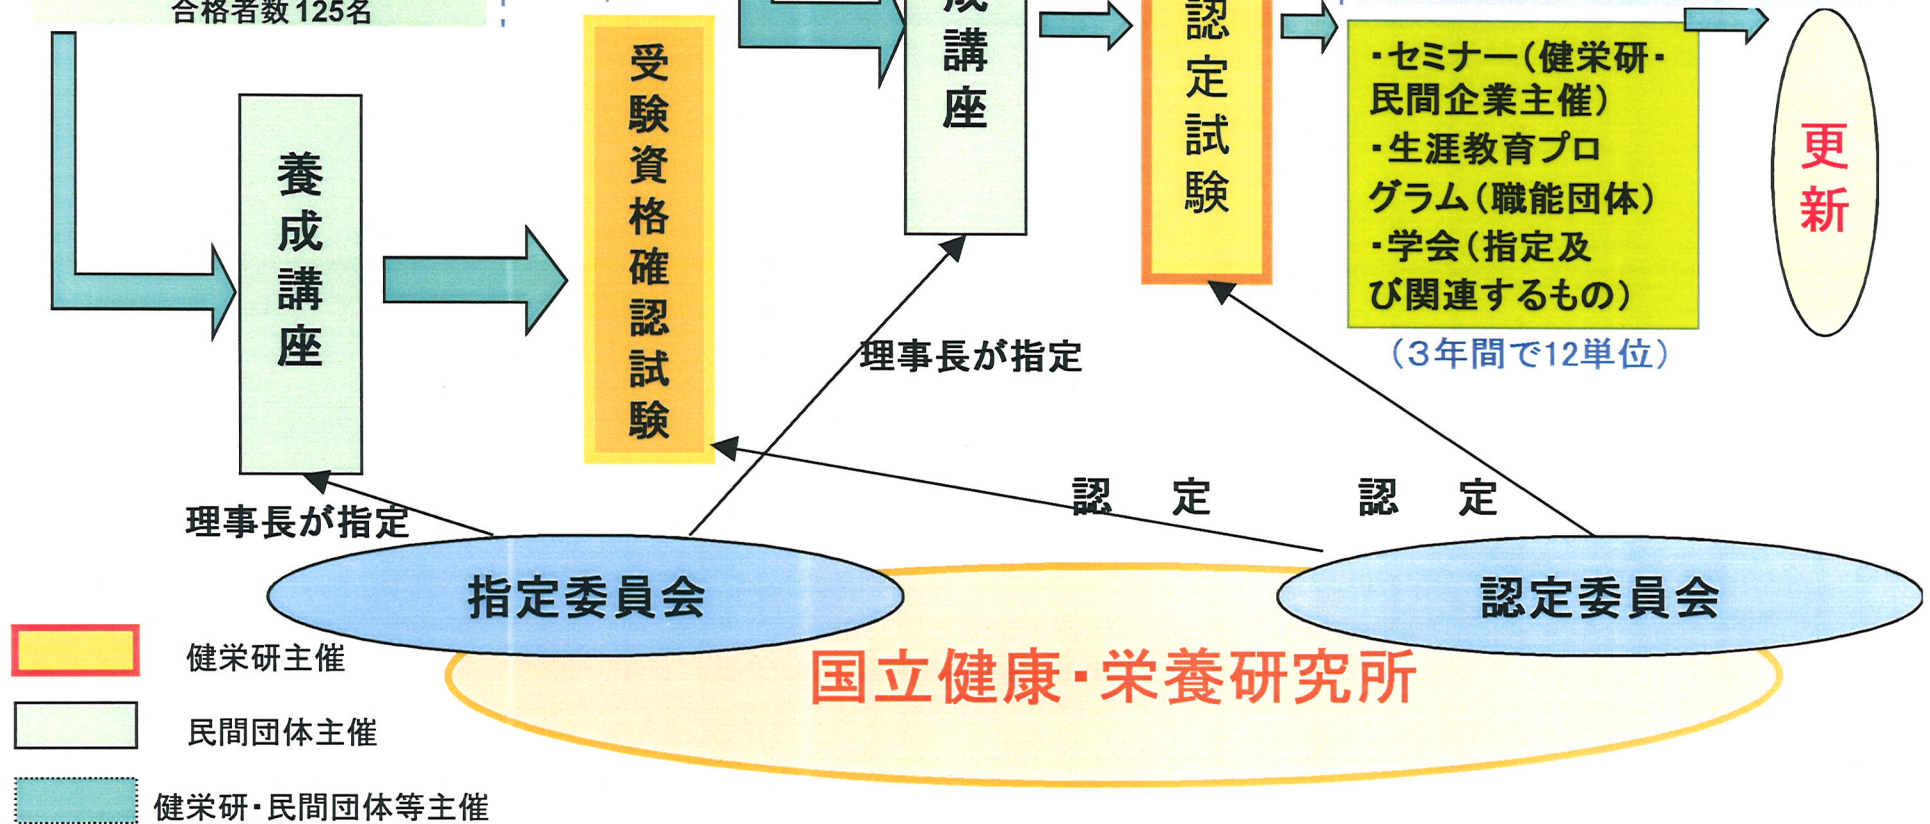 合格者数125名
養成講座
受験資格確認試験
成講座
認定試験
・セミナー(健栄研・
民間企業主催)
・生涯教育プロ
グラム(職能団体)
・学会(指定及
び関連するもの)
(3年間で12単位)
更新
理事長が指定
理事長が指定
認 定
認 定
指定委員会
認定委員会
国立健康・栄養研究所
健栄研主催
民間団体主催
健栄研・民間団体等主催